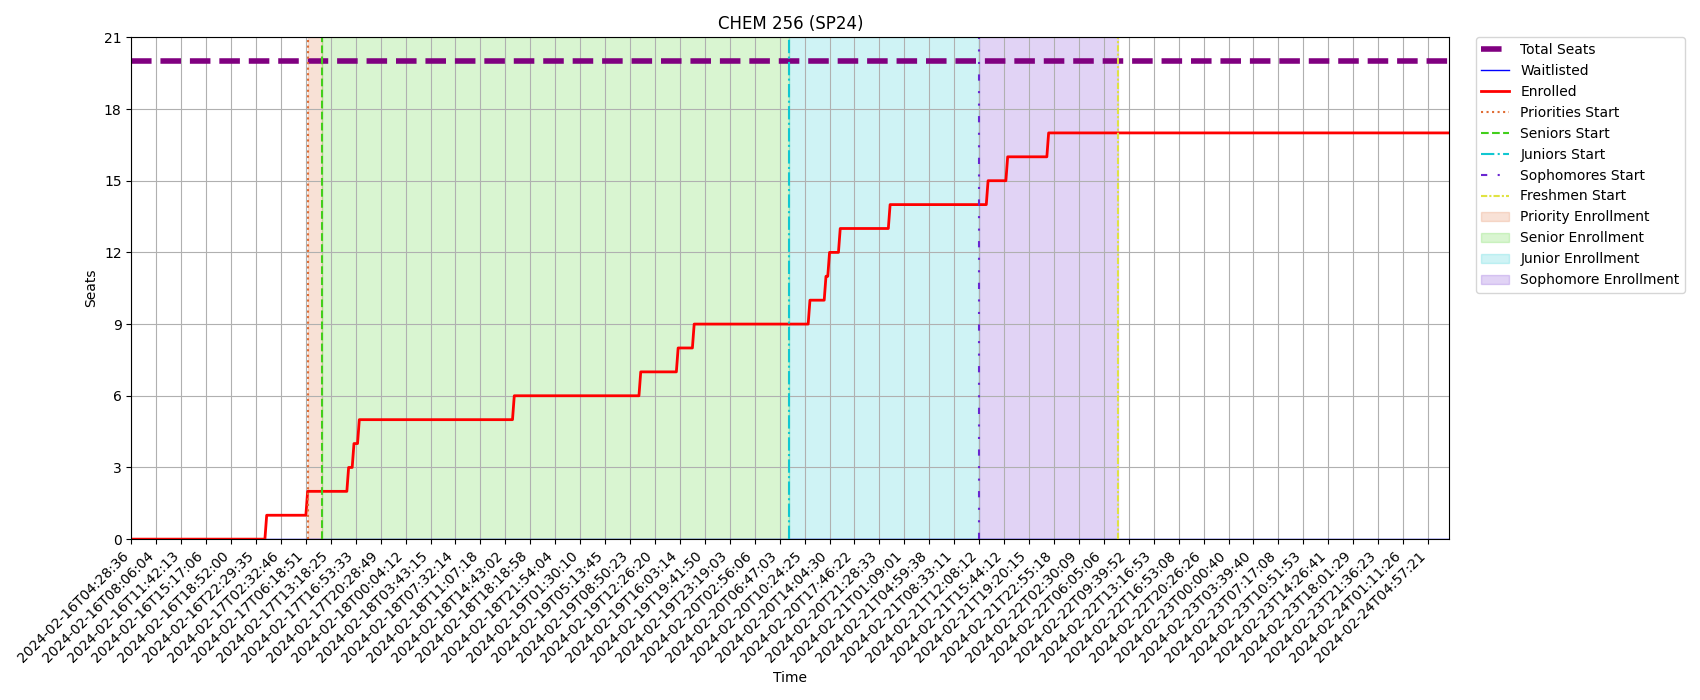 CHEM 256 (SP24)
21
18
15
12
9
6
3
0
Seats
2024-02-16T04:28:36
2024-02-16T08:06:04
2024-02-16T11:42:13
2024-02-16T15:17:06
2024-02-16T18:52:00
2024-02-16T22:29:35
2024-02-17T02:32:46
2024-02-17T06:18:51
2024-02-17T13:18:25
2024-02-17T16:53:33
2024-02-17T20:28:49
2024-02-18T00:04:12
2024-02-18T03:43:15
2024-02-18T07:32:14
2024-02-18T11:07:18
2024-02-18T14:43:02
2024-02-18T18:18:58
2024-02-18T21:54:04
2024-02-19T01:30:10
2024-02-19T05:13:45
2024-02-19T08:50:23
2024-02-19T12:26:20
2024-02-19T16:03:14
2024-02-19T19:41:50
2024-02-19T23:19:03
2024-02-20T02:56:06
2024-02-20T06:47:03
2024-02-20T10:24:25
2024-02-20T14:04:30
2024-02-20T17:46:22
2024-02-20T21:28:33
2024-02-21T01:09:01
2024-02-21T04:59:38
2024-02-21T08:33:11
2024-02-21T12:08:12
2024-02-21T15:44:12
2024-02-21T19:20:15
2024-02-21T22:55:18
2024-02-22T02:30:09
2024-02-22T06:05:06
2024-02-22T09:39:52
2024-02-22T13:16:53
2024-02-22T16:53:08
2024-02-22T20:26:26
2024-02-23T00:00:40
2024-02-23T03:39:40
2024-02-23T07:17:08
2024-02-23T10:51:53
2024-02-23T14:26:41
2024-02-23T18:01:29
2024-02-23T21:36:23
2024-02-24T01:11:26
2024-02-24T04:57:21
Time
Total Seats
Waitlisted
Enrolled
Priorities Start
Seniors Start
Juniors Start
Sophomores Start
Freshmen Start
Priority Enrollment
Senior Enrollment
Junior Enrollment
Sophomore Enrollment